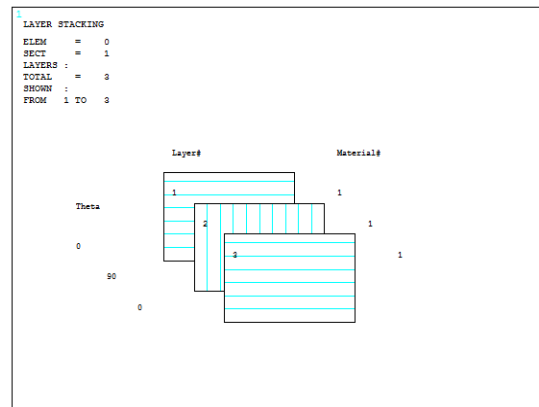 1
LAYER STACKING
ELEM = 0
SECT = 1
LAYERS :
TOTAL = 3
SHOWN :
FROM 1 TO 3
Layer# Material#
1 1
Theta
2 1
0 3 1
90
0